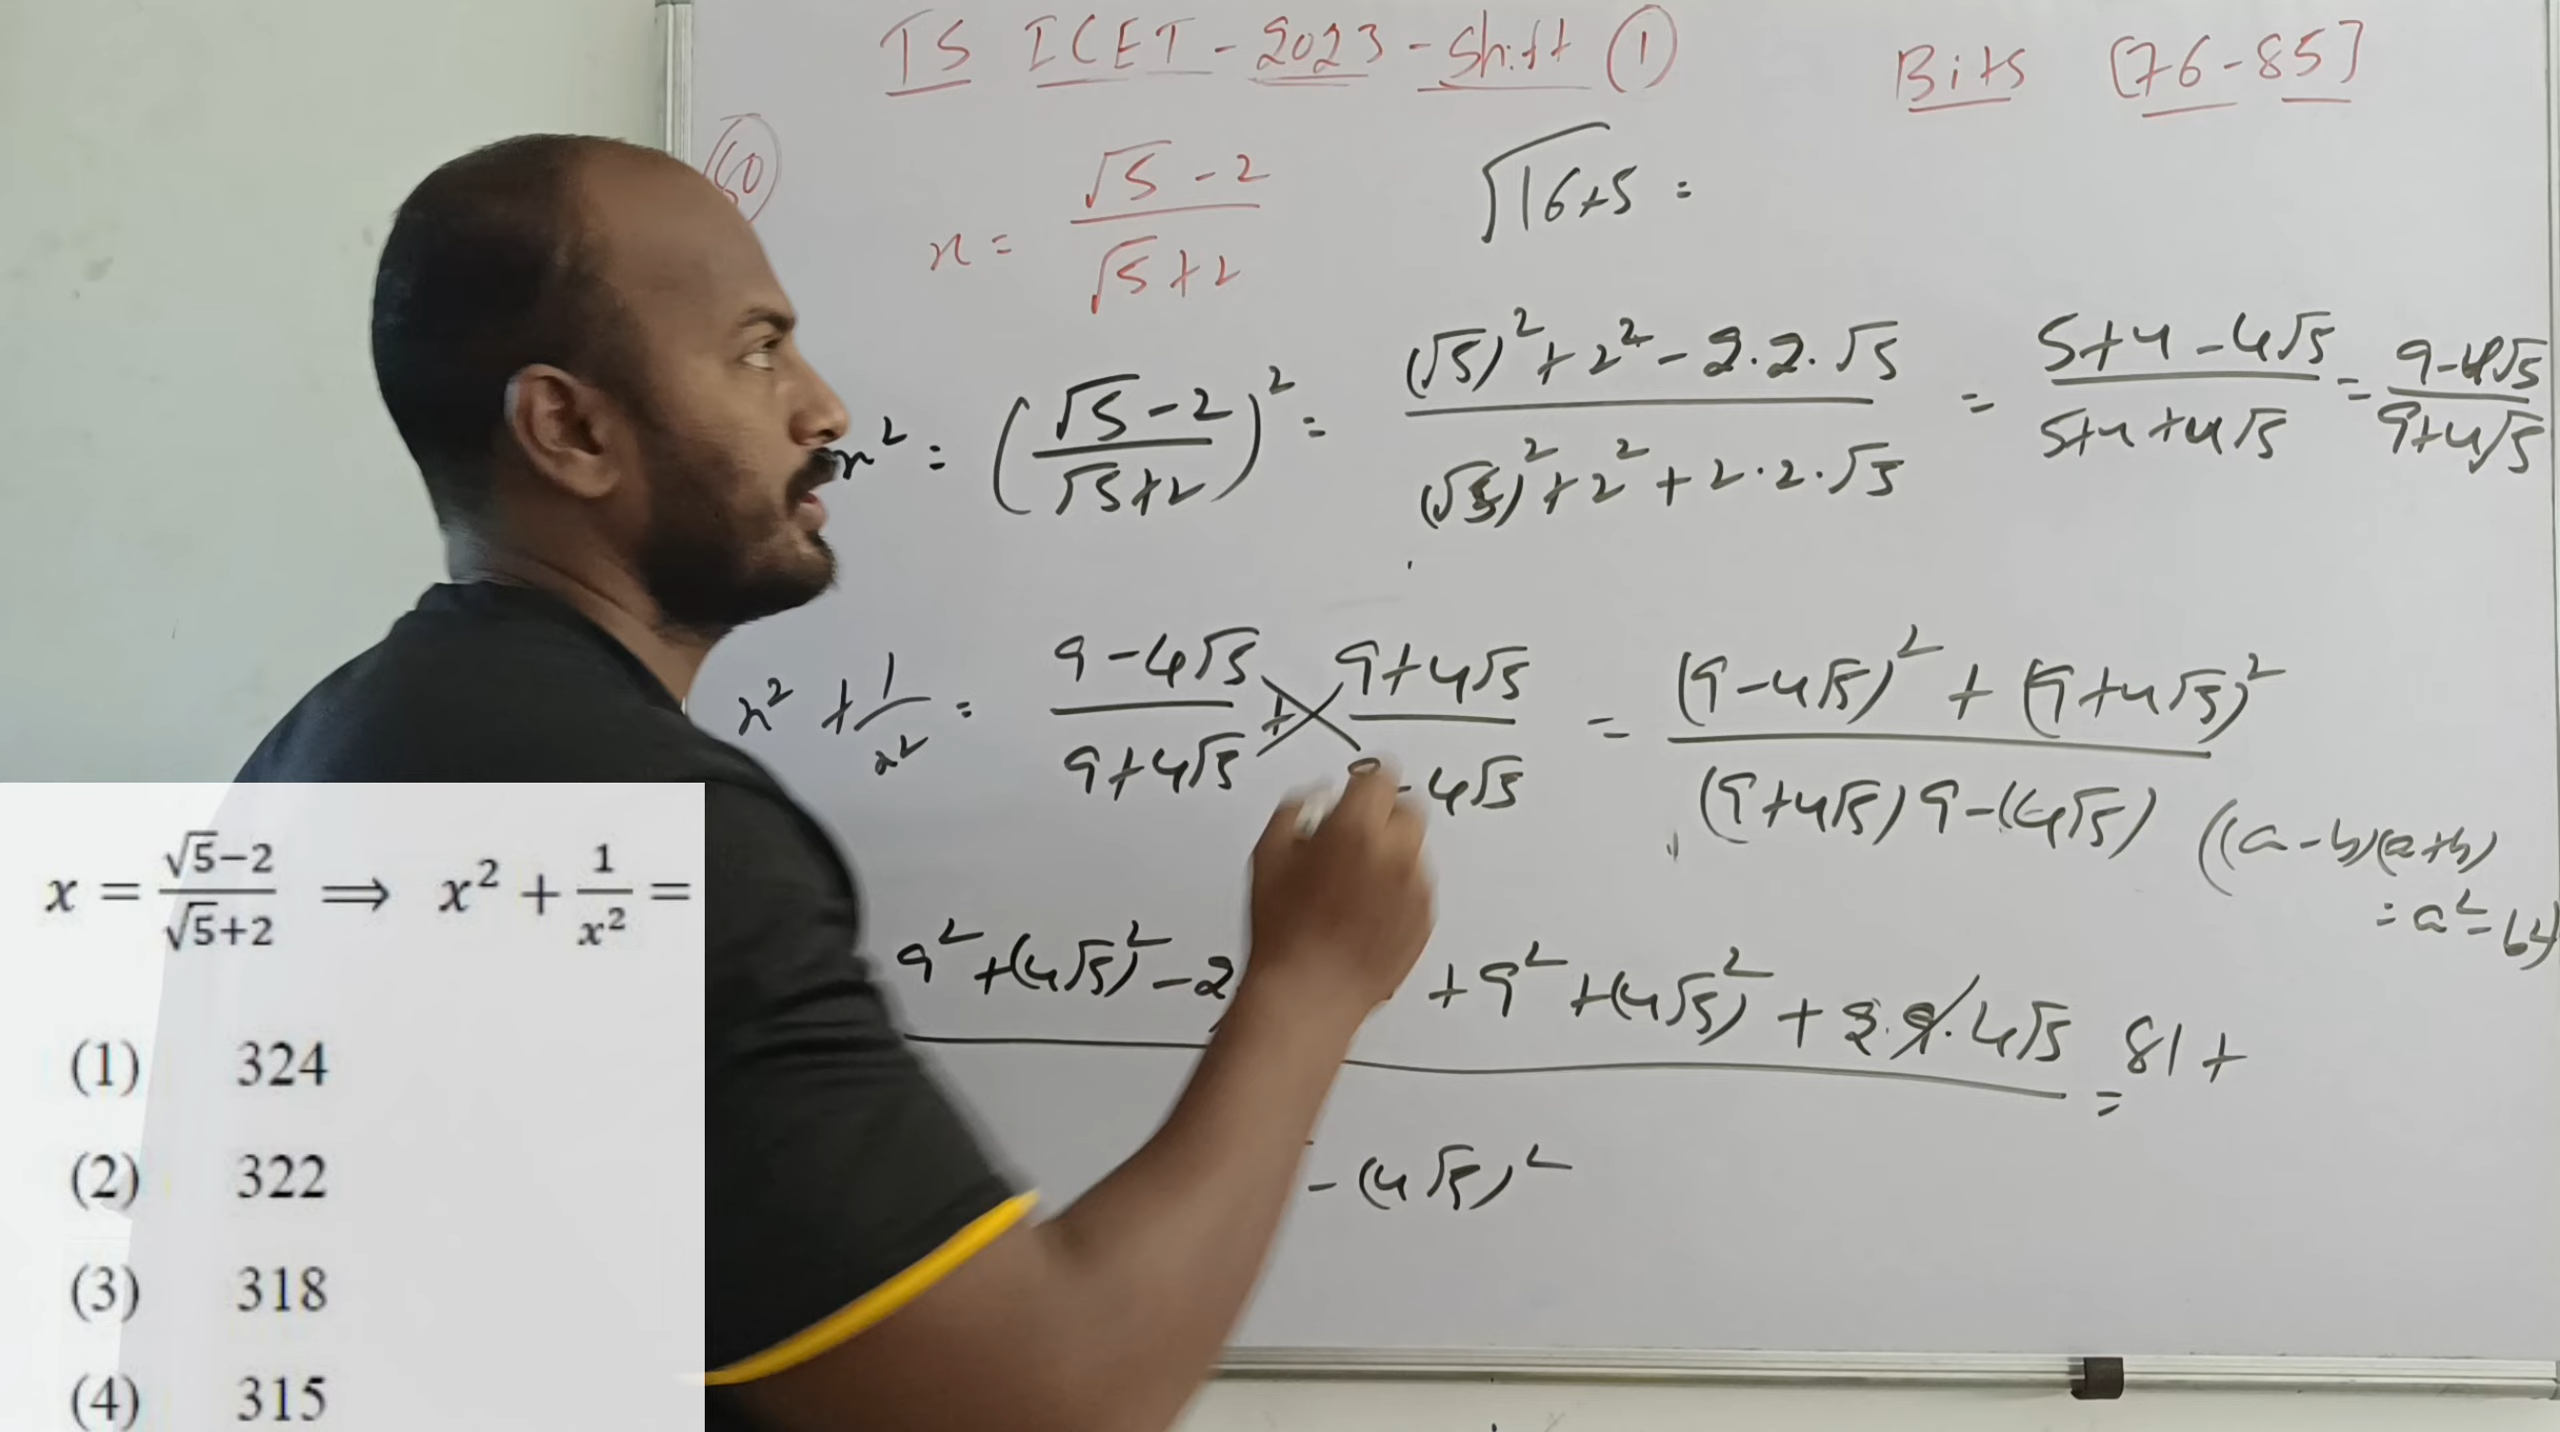 TS ICET - 2023 - Shift ①
Bits [76-85]
80
x = (√5 - 2)/(√5 + 2)
√16+5 =
x² = ((√5 - 2)/(√5 + 2))² = ((√5)² + 2² - 2·2·√5)/((√5)² + 2² + 2·2·√5) = (5+4 - 4√5)/(5+4 + 4√5) = (9 - 4√5)/(9 + 4√5)
x² + 1/x² = (9 - 4√5)/(9 + 4√5) + (9 + 4√5)/(9 - 4√5) = ((9 - 4√5)² + (9 + 4√5)²)/((9 + 4√5) 9 - (4√5))
((a - b)(a + b)
= a² - b²)
9² + (4√5)² - 2 + 9² + (4√5)² + 2·9·4√5 = 81 +
- (4√5)²
x = (√5−2)/(√5+2) ⟹ x² + 1/x² =
(1) 324
(2) 322
(3) 318
(4) 315